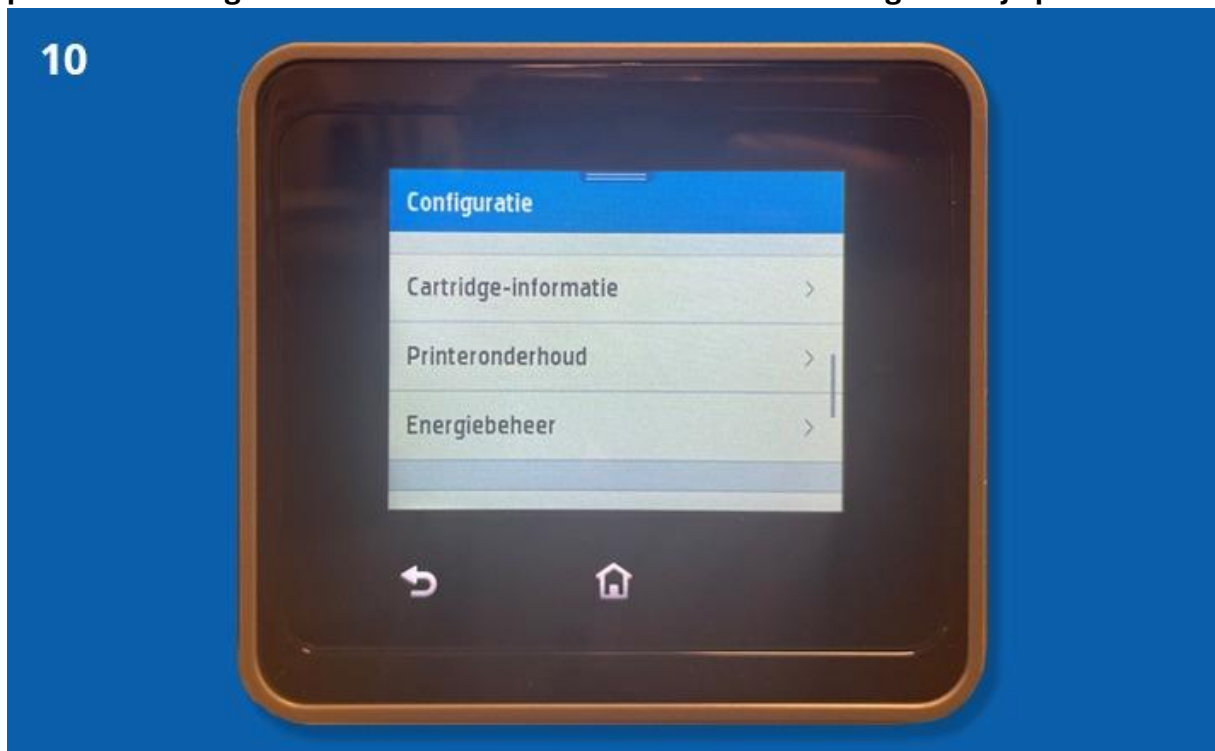 10
Configuratie
Cartridge-informatie
Printeronderhoud
Energiebeheer